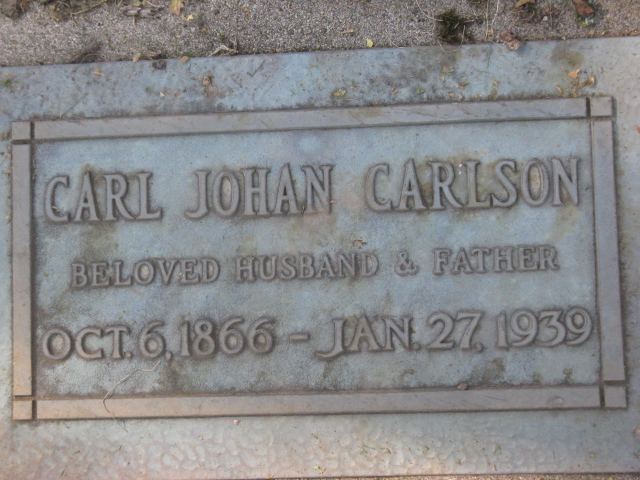 CARL JOHAN CARLSON
BELOVED HUSBAND & FATHER
OCT. 6, 1866 - JAN. 27, 1939